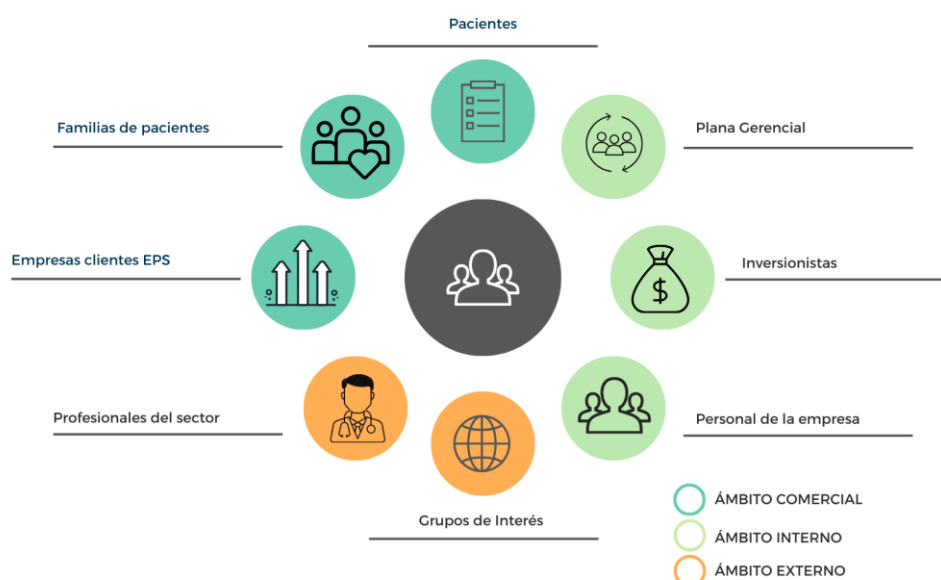 Pacientes
Familias de pacientes
Plana Gerencial
Empresas clientes EPS
Inversionistas
$
Profesionales del sector
Personal de la empresa
Grupos de Interés
ÁMBITO COMERCIAL
ÁMBITO INTERNO
ÁMBITO EXTERNO